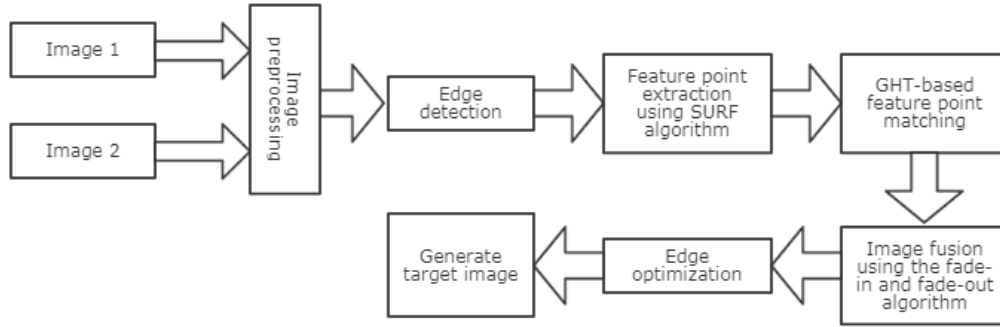 Image 1
Image 2
Image
preprocessing
Edge
detection
Feature point
extraction
using SURF
algorithm
GHT-based
feature point
matching
Image fusion
using the fade-
in and fade-out
algorithm
Edge
optimization
Generate
target image